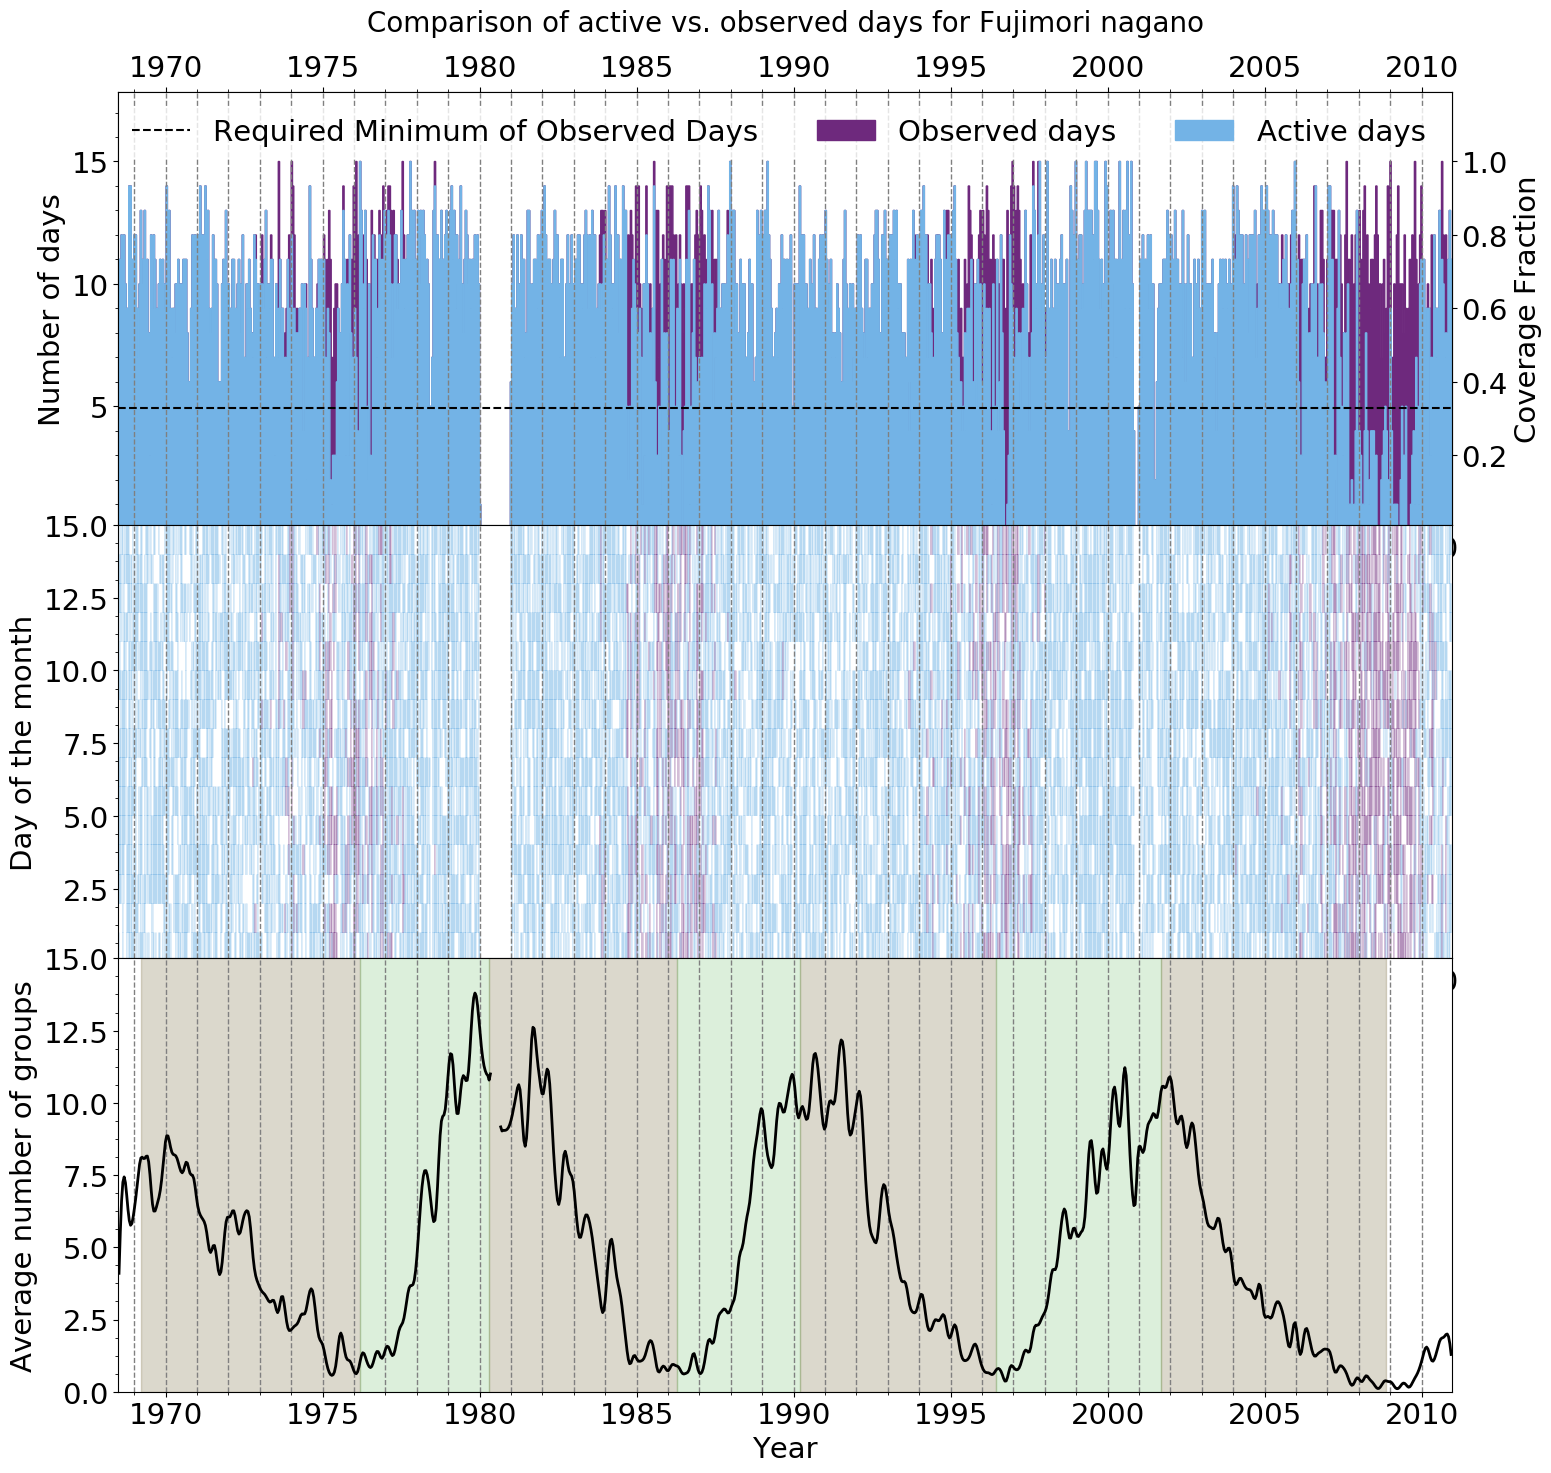 Comparison of active vs. observed days for Fujimori nagano
1970 1975 1980 1985 1990 1995 2000 2005 2010
Required Minimum of Observed Days Observed days Active days
Number of days
15
10
5
Coverage Fraction
1.0
0.8
0.6
0.4
0.2
Day of the month
15.0
12.5
10.0
7.5
5.0
2.5
Average number of groups
15.0
12.5
10.0
7.5
5.0
2.5
0.0
1970 1975 1980 1985 1990 1995 2000 2005 2010
Year